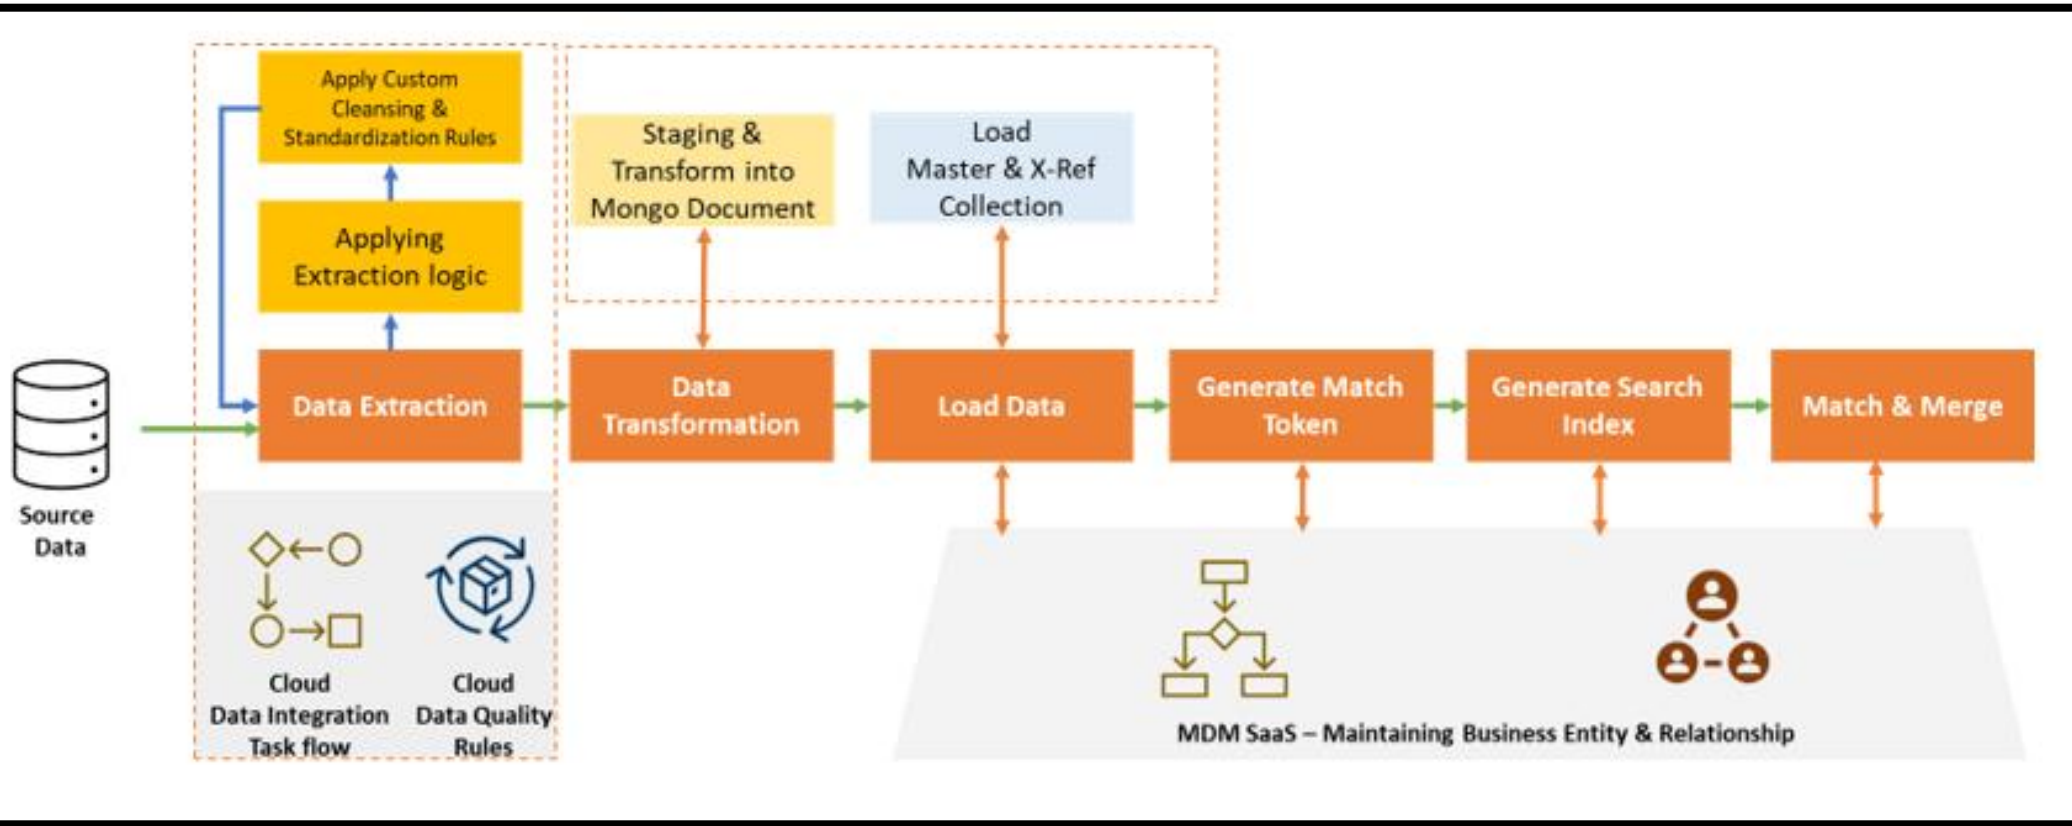 Apply Custom
Cleansing &
Standardization Rules
Applying
Extraction logic
Staging &
Transform into
Mongo Document
Load
Master & X-Ref
Collection
Source
Data
Data Extraction
Data
Transformation
Load Data
Generate Match
Token
Generate Search
Index
Match & Merge
Cloud
Data Integration
Task flow
Cloud
Data Quality
Rules
MDM SaaS – Maintaining Business Entity & Relationship